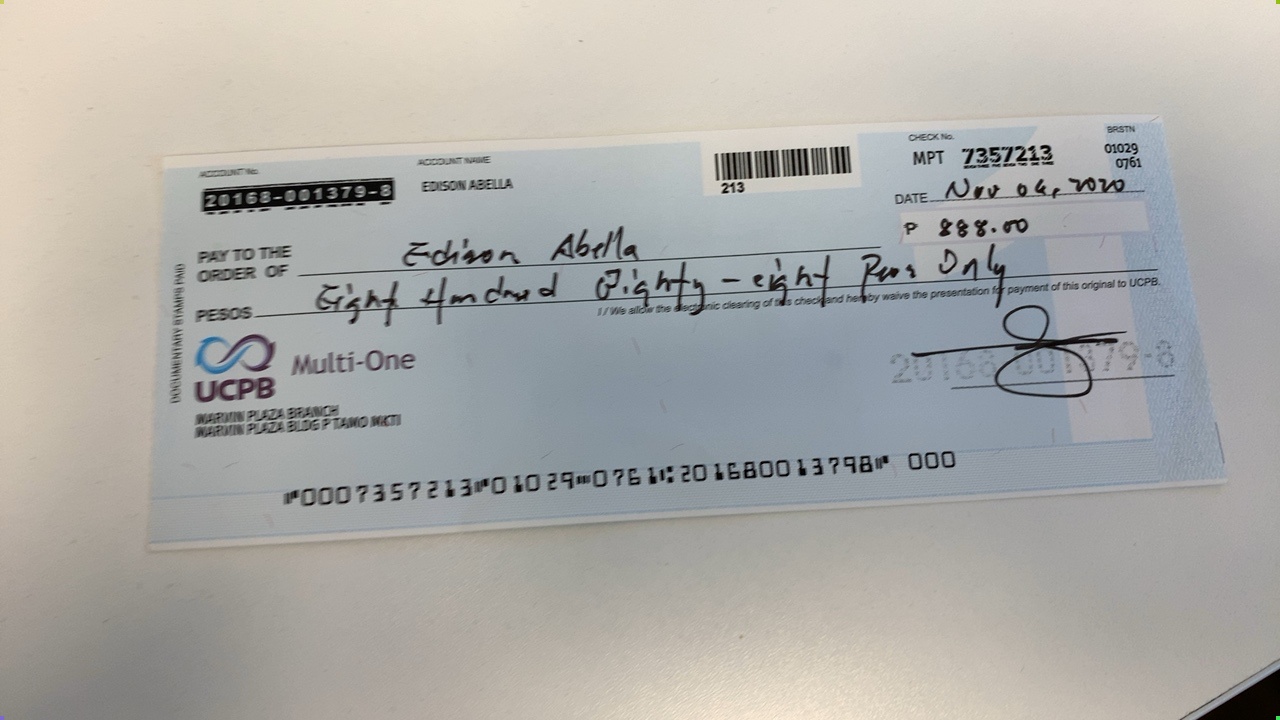 ACCOUNT No.
20168-001379-8
ACCOUNT NAME
EDISON ABELLA
213
CHECK No.
MPT 7357213
BRSTN
01029
0761
DATE Nov 04, 2020
P 888.00
PAY TO THE
ORDER OF Edison Abella
PESOS Eight Hundred Eighty-eight Pesos Only
I / We allow the electronic clearing of this check and hereby waive the presentation for payment of this original to UCPB.
DOCUMENTARY STAMPS PAID
UCPB Multi-One
MARVIN PLAZA BRANCH
MARVIN PLAZA BLDG P TAMO MKTI
20168 001379-8
⑈0007357213⑈01029⑉0761⑆201680013798⑈ 000